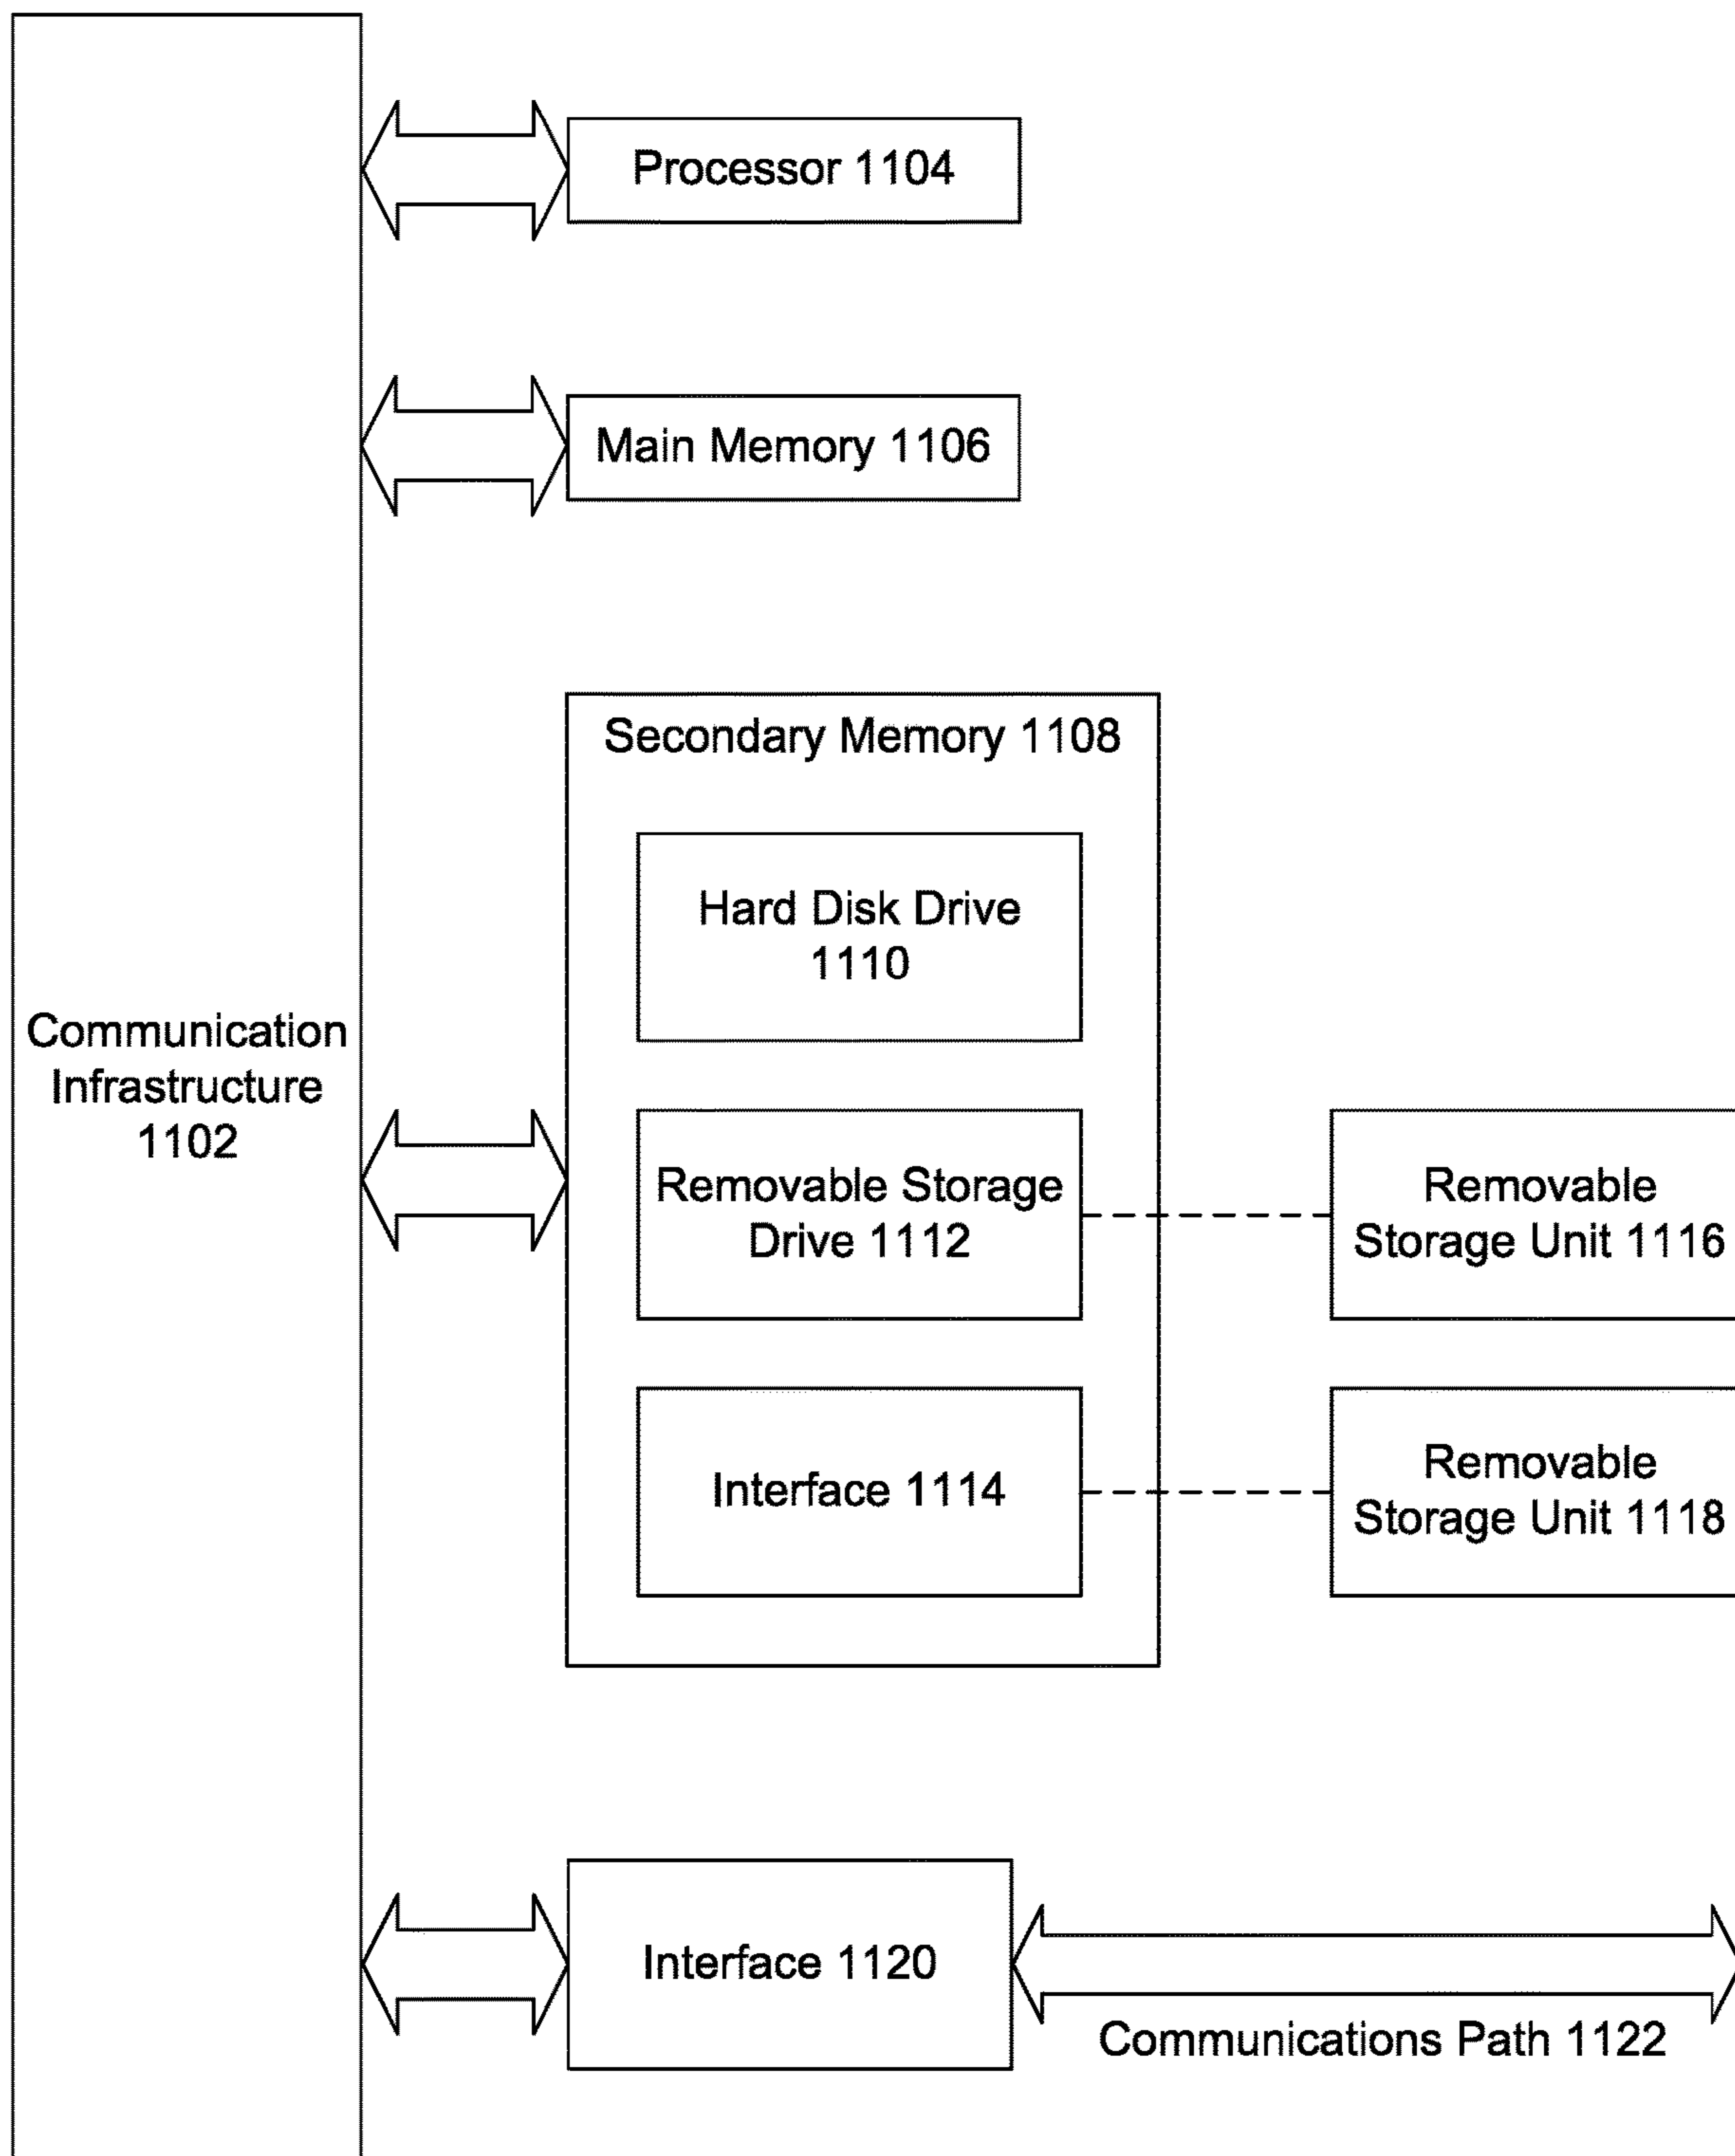 Processor 1104
Main Memory 1106
Secondary Memory 1108
Hard Disk Drive
1110
Communication
Infrastructure
1102
Removable Storage
Drive 1112
Removable
Storage Unit 1116
Interface 1114
Removable
Storage Unit 1118
Interface 1120
Communications Path 1122